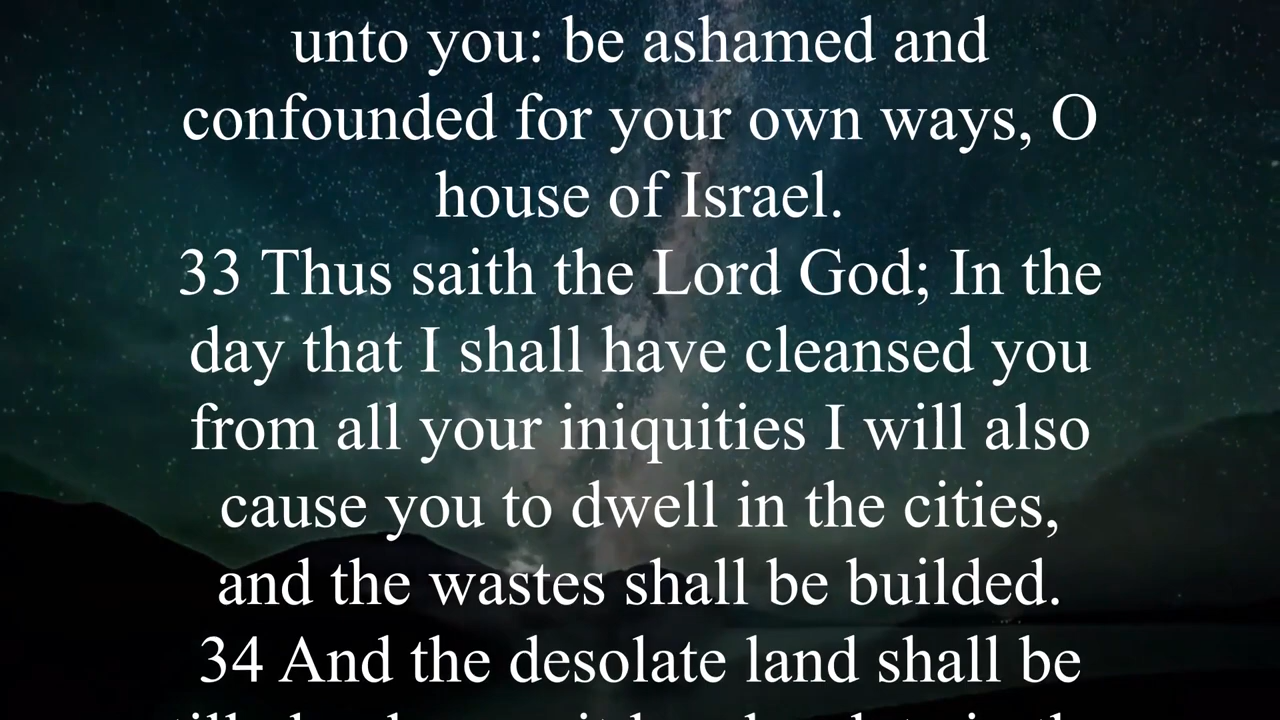 unto you: be ashamed and
confounded for your own ways, O
house of Israel.
33 Thus saith the Lord God; In the
day that I shall have cleansed you
from all your iniquities I will also
cause you to dwell in the cities,
and the wastes shall be builded.
34 And the desolate land shall be